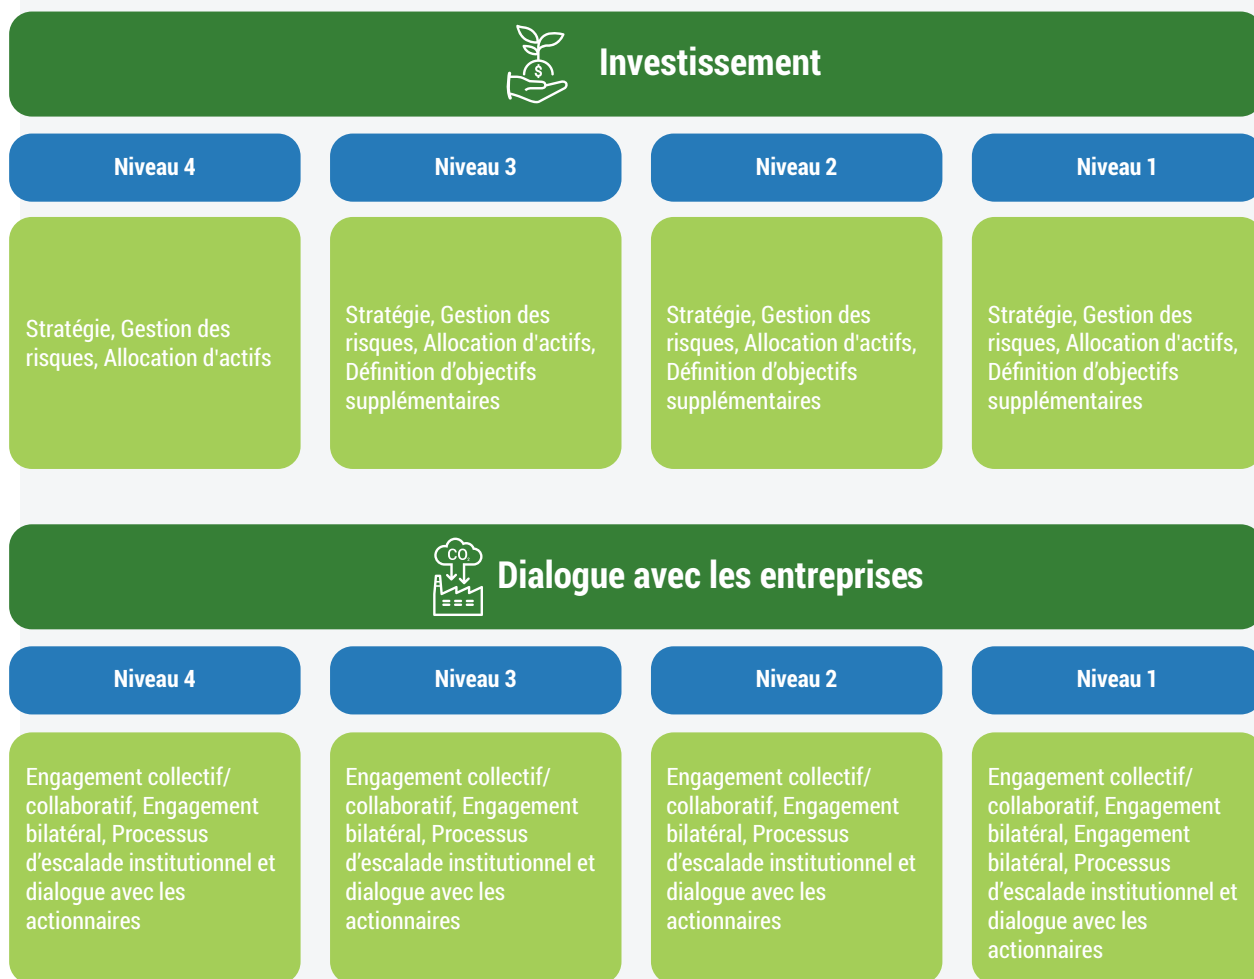 $
Investissement
Niveau 4
Niveau 3
Niveau 2
Niveau 1
Stratégie, Gestion des
risques, Allocation d'actifs
Stratégie, Gestion des
risques, Allocation d'actifs,
Définition d’objectifs
supplémentaires
Stratégie, Gestion des
risques, Allocation d'actifs,
Définition d’objectifs
supplémentaires
Stratégie, Gestion des
risques, Allocation d'actifs,
Définition d’objectifs
supplémentaires
CO₂
Dialogue avec les entreprises
Niveau 4
Niveau 3
Niveau 2
Niveau 1
Engagement collectif/
collaboratif, Engagement
bilatéral, Processus
d’escalade institutionnel et
dialogue avec les
actionnaires
Engagement collectif/
collaboratif, Engagement
bilatéral, Processus
d’escalade institutionnel et
dialogue avec les
actionnaires
Engagement collectif/
collaboratif, Engagement
bilatéral, Processus
d’escalade institutionnel et
dialogue avec les
actionnaires
Engagement collectif/
collaboratif, Engagement
bilatéral, Engagement
bilatéral, Processus
d’escalade institutionnel et
dialogue avec les
actionnaires